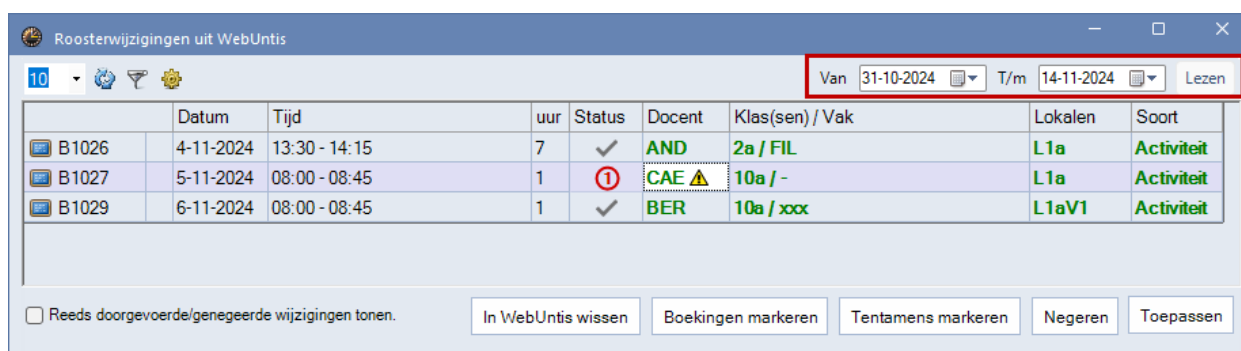 Roosterwijzigingen uit WebUntis
10 Van 31-10-2024 T/m 14-11-2024 Lezen
Datum Tijd uur Status Docent Klas(sen) / Vak Lokalen Soort
B1026 4-11-2024 13:30 - 14:15 7 AND 2a / FIL L1a Activiteit
B1027 5-11-2024 08:00 - 08:45 1 1 CAE 10a / - L1a Activiteit
B1029 6-11-2024 08:00 - 08:45 1 BER 10a / xxx L1aV1 Activiteit
Reeds doorgevoerde/genegeerde wijzigingen tonen. In WebUntis wissen Boekingen markeren Tentamens markeren Negeren Toepassen